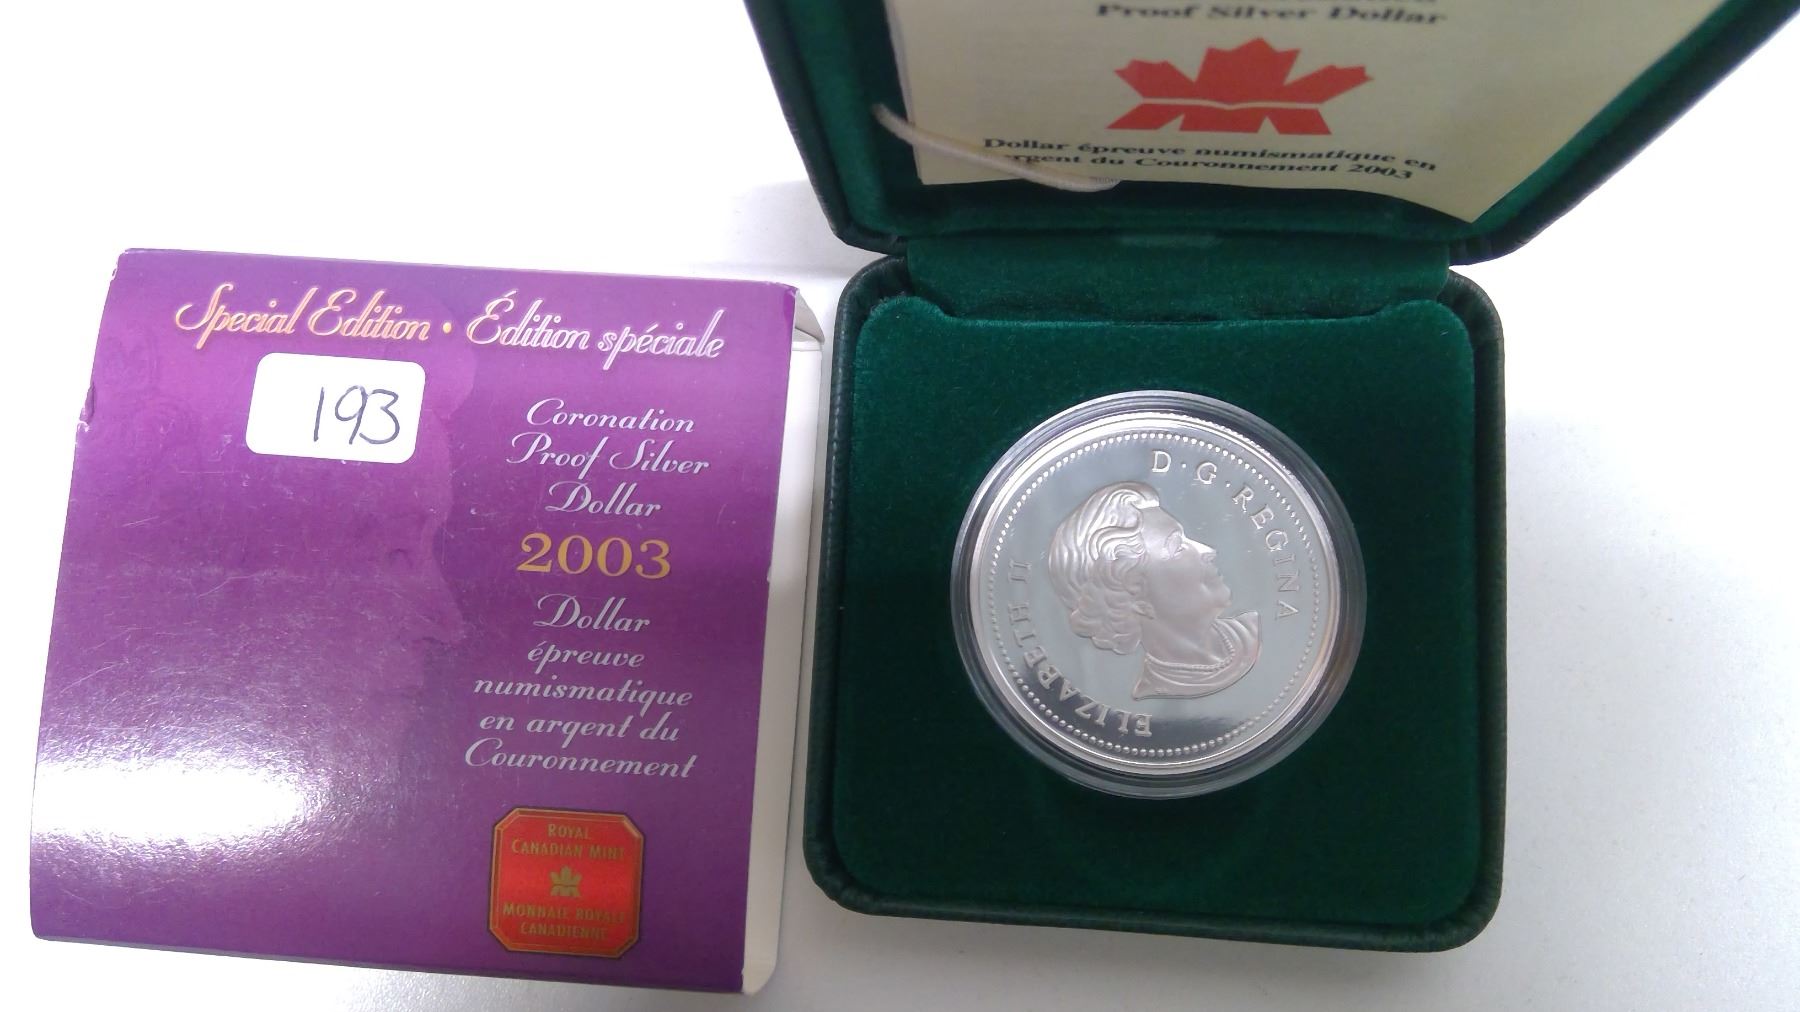 Special Edition • Édition spéciale
193
Coronation
Proof Silver
Dollar
2003
Dollar
épreuve
numismatique
en argent du
Couronnement
ROYAL
CANADIAN MINT
MONNAIE ROYALE
CANADIENNE
Proof Silver Dollar
Dollar épreuve numismatique en
argent du Couronnement 2003
ELIZABETH II D·G·REGINA